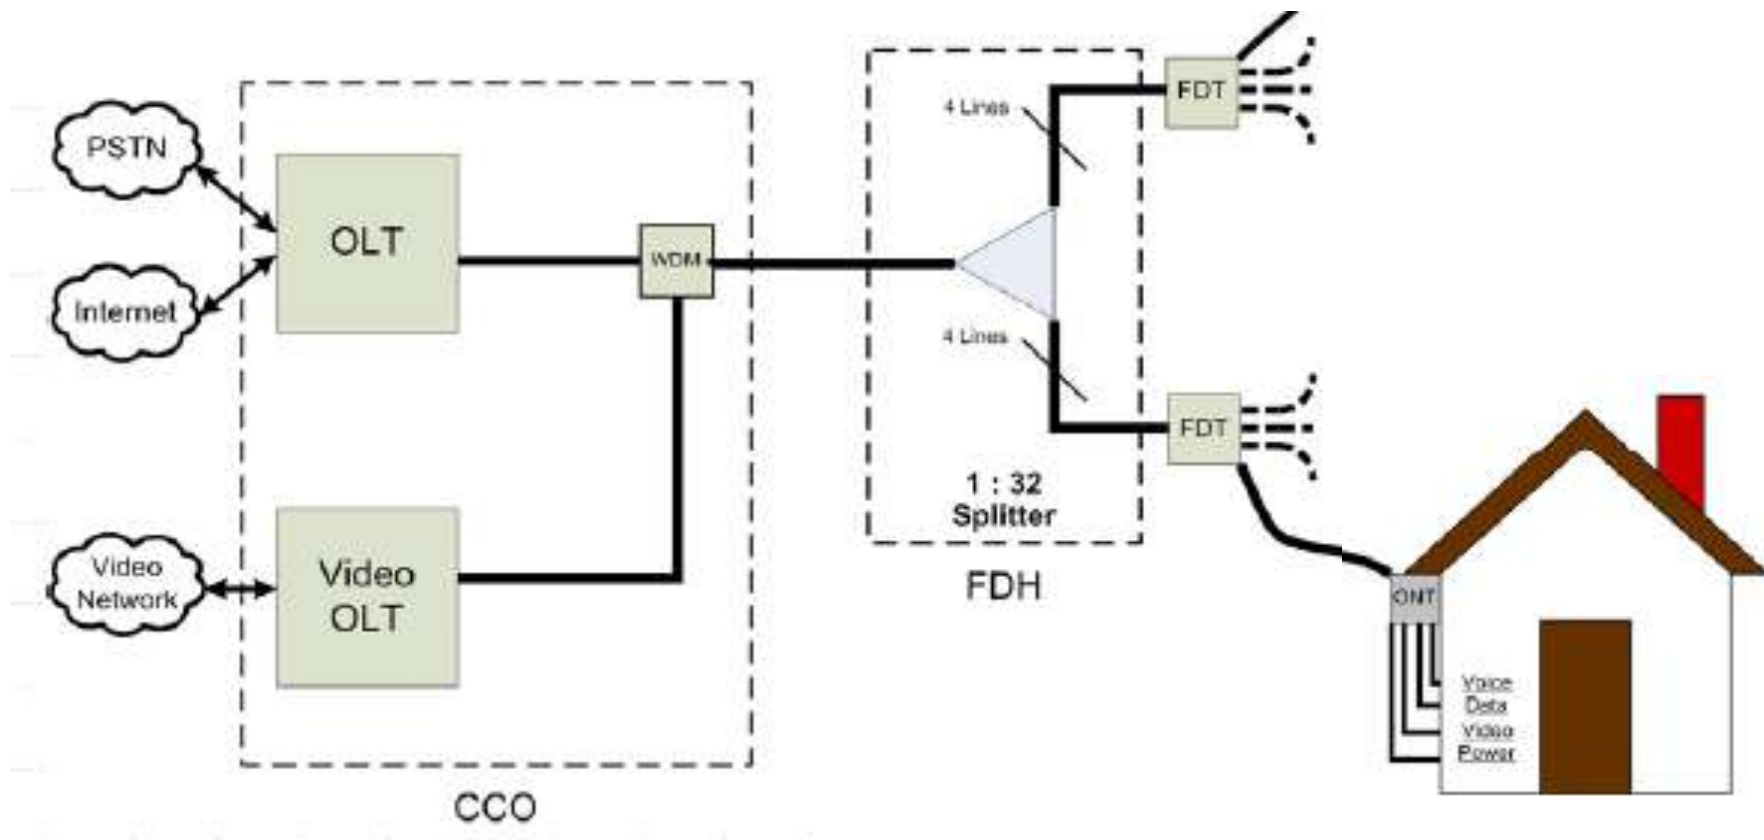 PSTN
Internet
Video
Network
OLT
Video
OLT
WDM
CCO
4 Lines
4 Lines
1 : 32
Splitter
FDH
FDT
FDT
ONT
Voice
Data
Video
Power